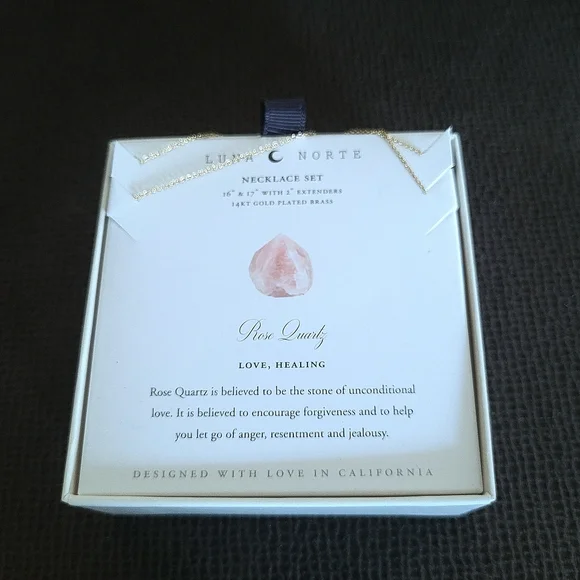 LUNA NORTE
NECKLACE SET
16" & 17" WITH 2" EXTENDERS
14KT GOLD PLATED BRASS
Rose Quartz
LOVE, HEALING
Rose Quartz is believed to be the stone of unconditional
love. It is believed to encourage forgiveness and to help
you let go of anger, resentment and jealousy.
DESIGNED WITH LOVE IN CALIFORNIA